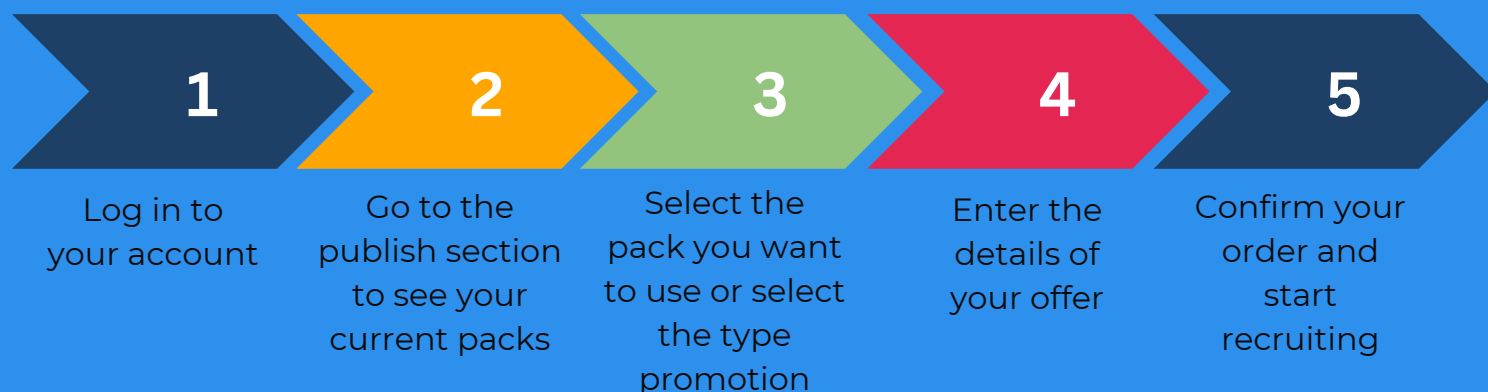 1
Log in to
your account
2
Go to the
publish section
to see your
current packs
3
Select the
pack you want
to use or select
the type
promotion
4
Enter the
details of
your offer
5
Confirm your
order and
start
recruiting